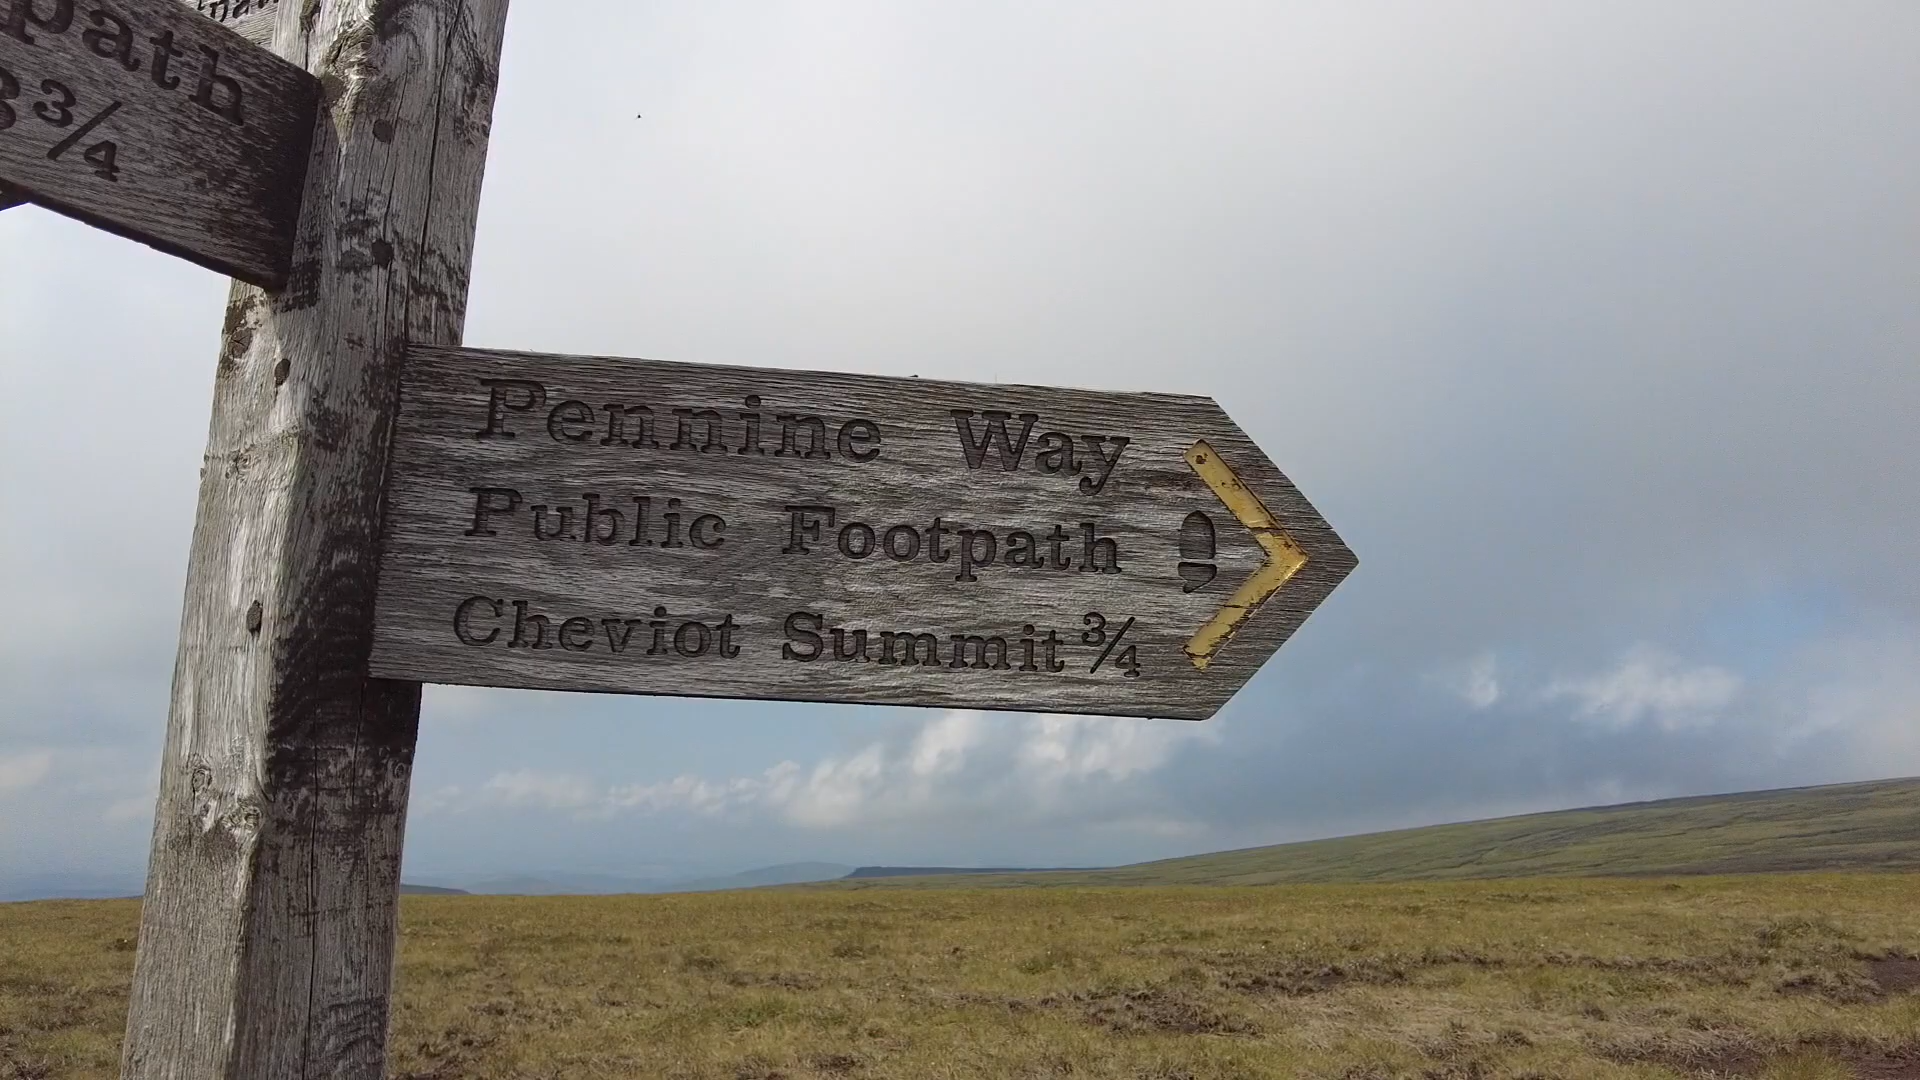 path
3¾
Pennine Way
Public Footpath
Cheviot Summit ¾